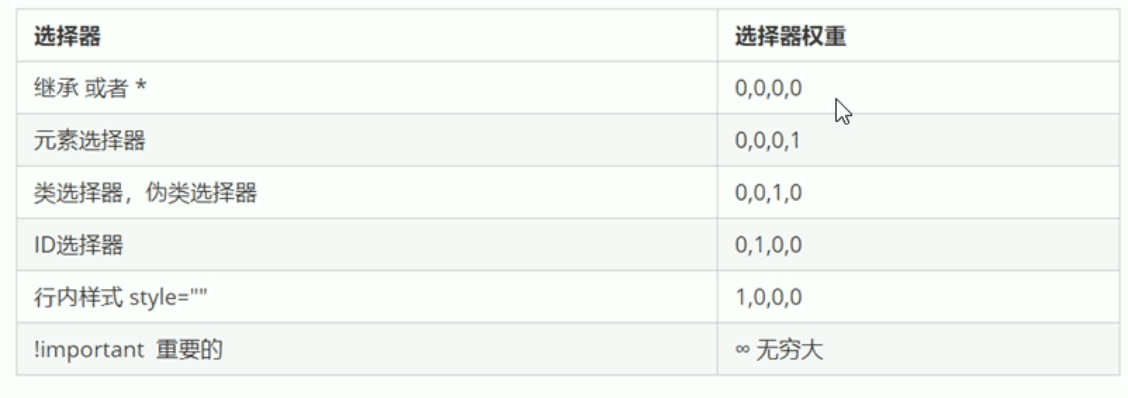 选择器 选择器权重
继承 或者 * 0,0,0,0
元素选择器 0,0,0,1
类选择器，伪类选择器 0,0,1,0
ID选择器 0,1,0,0
行内样式 style="" 1,0,0,0
!important 重要的 ∞ 无穷大